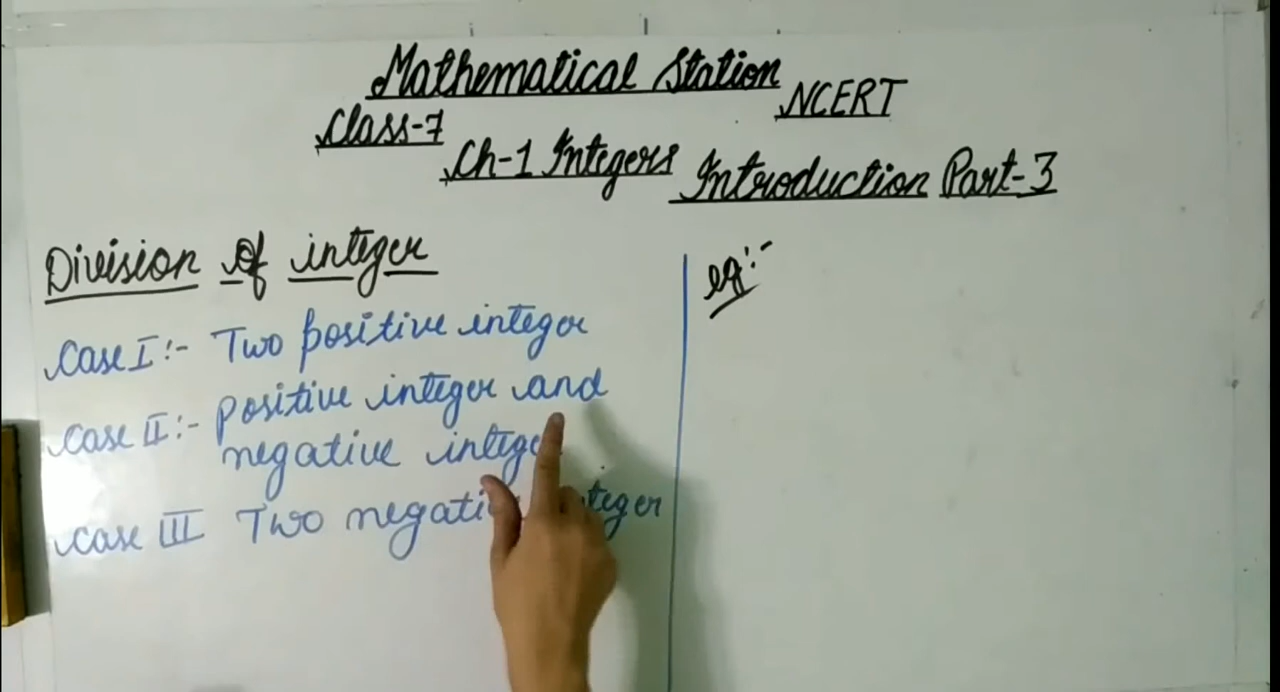 Mathematical Station
NCERT
Class-7
Ch-1 Integers
Introduction Part-3
Division of integer
eg:-
Case I :- Two positive integer
Case II :- positive integer and
negative
Case III Two